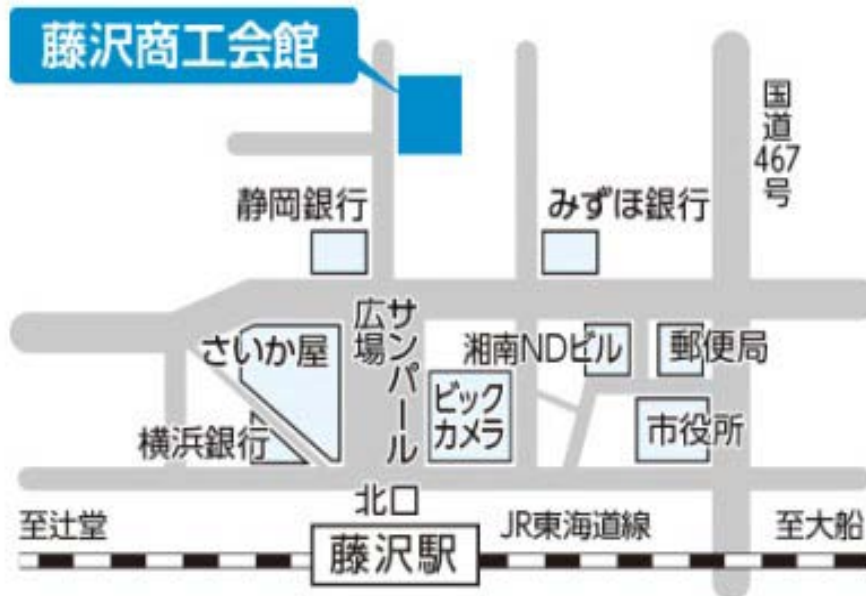 藤沢商工会館
国道467号
静岡銀行
みずほ銀行
サンパール
広場
さいか屋
湘南NDビル
郵便局
ビック
カメラ
横浜銀行
市役所
北口
至辻堂
JR東海道線
至大船
藤沢駅